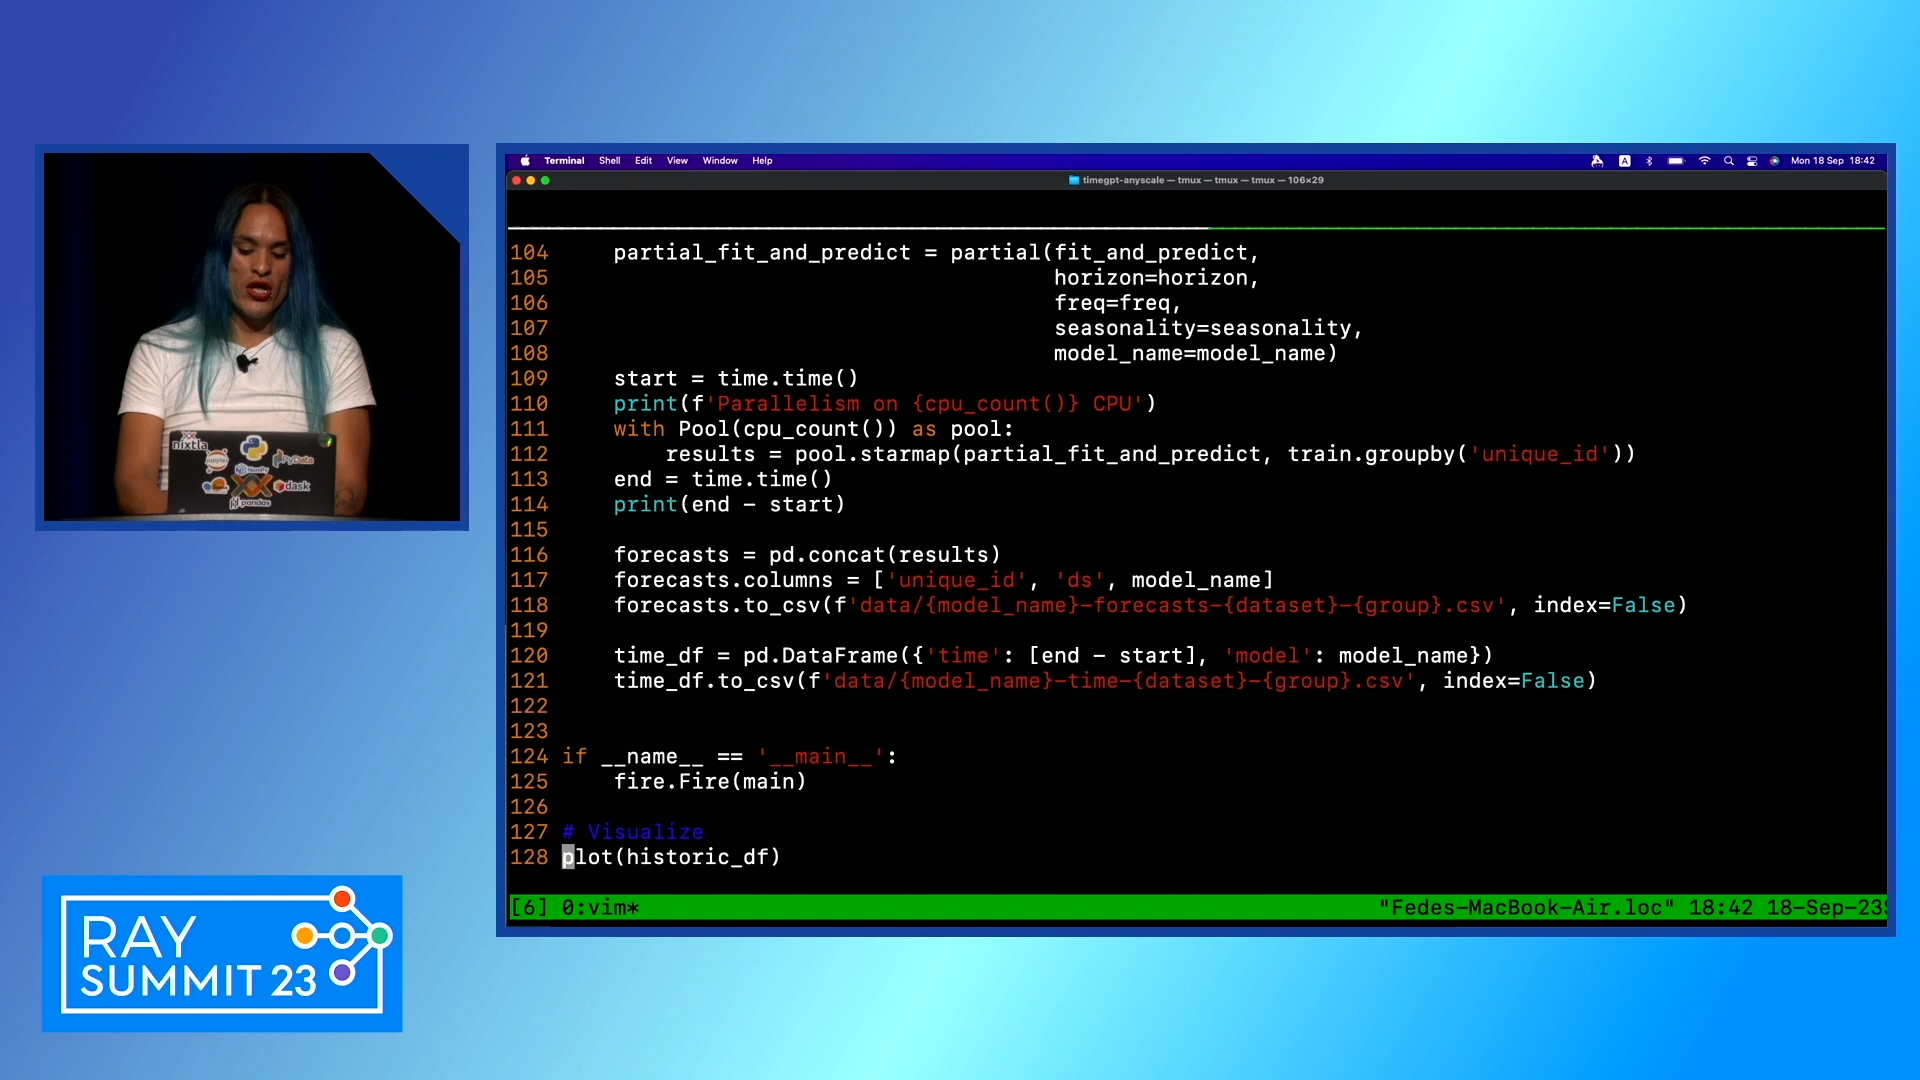 Terminal Shell Edit View Window Help
A
Mon 18 Sep 18:42
timegpt-anyscale — tmux — tmux — tmux — 106×29
104     partial_fit_and_predict = partial(fit_and_predict,
105                                       horizon=horizon,
106                                       freq=freq,
107                                       seasonality=seasonality,
108                                       model_name=model_name)
109     start = time.time()
110     print(f'Parallelism on {cpu_count()} CPU')
111     with Pool(cpu_count()) as pool:
112         results = pool.starmap(partial_fit_and_predict, train.groupby('unique_id'))
113     end = time.time()
114     print(end - start)
115
116     forecasts = pd.concat(results)
117     forecasts.columns = ['unique_id', 'ds', model_name]
118     forecasts.to_csv(f'data/{model_name}-forecasts-{dataset}-{group}.csv', index=False)
119
120     time_df = pd.DataFrame({'time': [end - start], 'model': model_name})
121     time_df.to_csv(f'data/{model_name}-time-{dataset}-{group}.csv', index=False)
122
123
124 if __name__ == '__main__':
125     fire.Fire(main)
126
127 # Visualize
128 plot(historic_df)
[6] 0:vim* "Fedes-MacBook-Air.loc" 18:42 18-Sep-23
nixtla
jupyter
PyData
NumPy
dask
pandas
RAY
SUMMIT 23